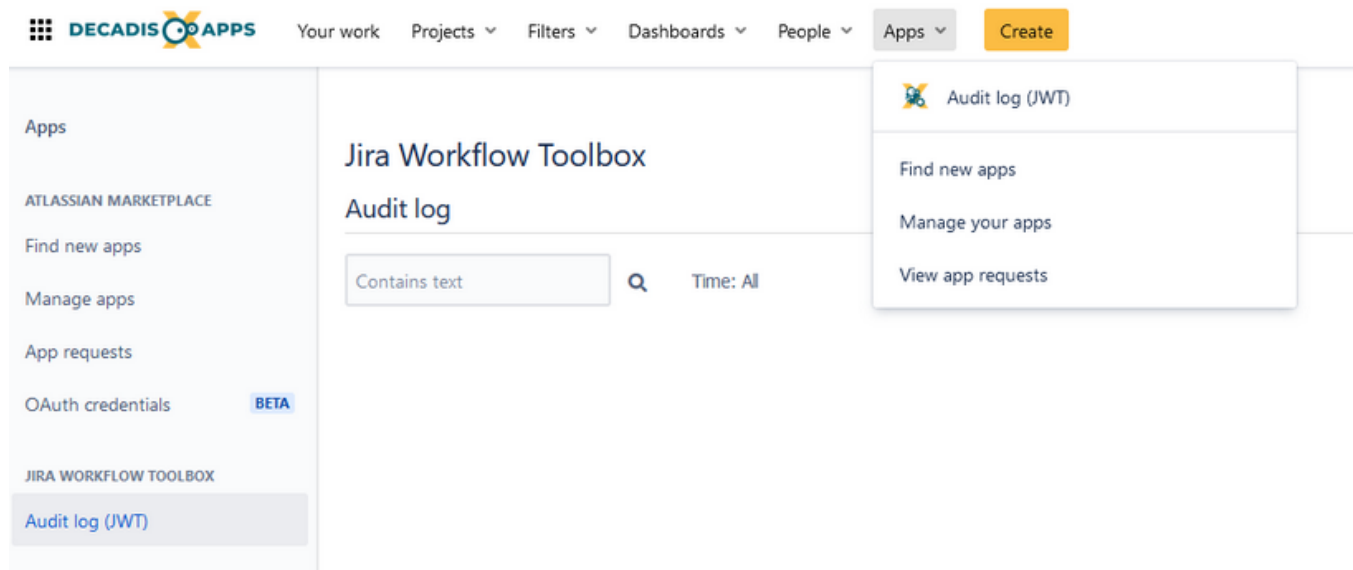 DECADIS APPS Your work Projects Filters Dashboards People Apps Create
Audit log (JWT)
Find new apps
Manage your apps
View app requests
Apps
ATLASSIAN MARKETPLACE
Find new apps
Manage apps
App requests
OAuth credentials BETA
JIRA WORKFLOW TOOLBOX
Audit log (JWT)
Jira Workflow Toolbox
Audit log
Contains text Time: All